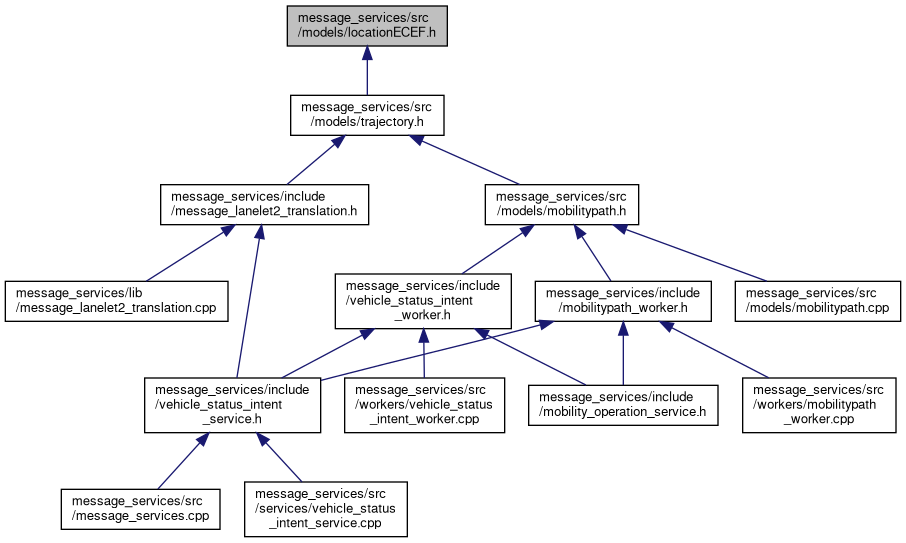 message_services/src
/models/locationECEF.h
message_services/src
/models/trajectory.h
message_services/include
/message_lanelet2_translation.h
message_services/src
/models/mobilitypath.h
message_services/lib
/message_lanelet2_translation.cpp
message_services/include
/vehicle_status_intent
_worker.h
message_services/include
/mobilitypath_worker.h
message_services/src
/models/mobilitypath.cpp
message_services/include
/vehicle_status_intent
_service.h
message_services/src
/workers/vehicle_status
_intent_worker.cpp
message_services/include
/mobility_operation_service.h
message_services/src
/workers/mobilitypath
_worker.cpp
message_services/src
/message_services.cpp
message_services/src
/services/vehicle_status
_intent_service.cpp